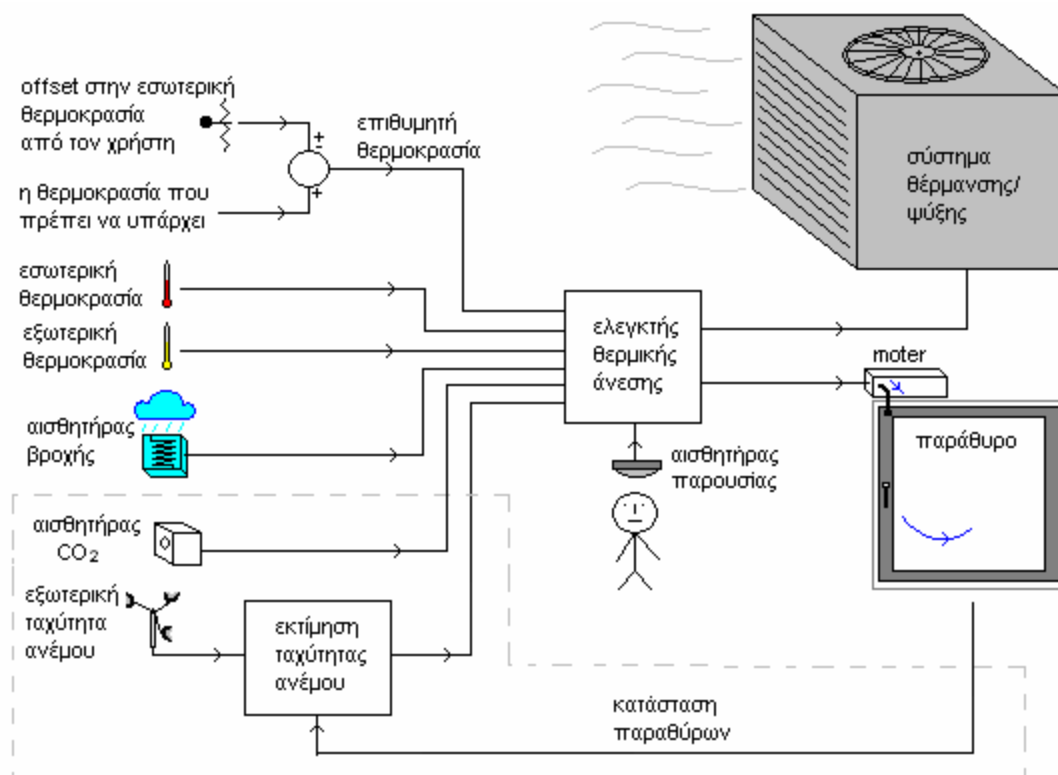 offset στην εσωτερική
θερμοκρασία
από τον χρήστη
+
-
επιθυμητή
θερμοκρασία
+
η θερμοκρασία που
πρέπει να υπάρχει
σύστημα
θέρμανσης/
ψύξης
εσωτερική
θερμοκρασία
εξωτερική
θερμοκρασία
ελεγκτής
θερμικής
άνεσης
moter
παράθυρο
αισθητήρας
βροχής
αισθητήρας
παρουσίας
αισθητήρας
CO₂
εξωτερική
ταχύτητα
ανέμου
εκτίμηση
ταχύτητας
ανέμου
κατάσταση
παραθύρων